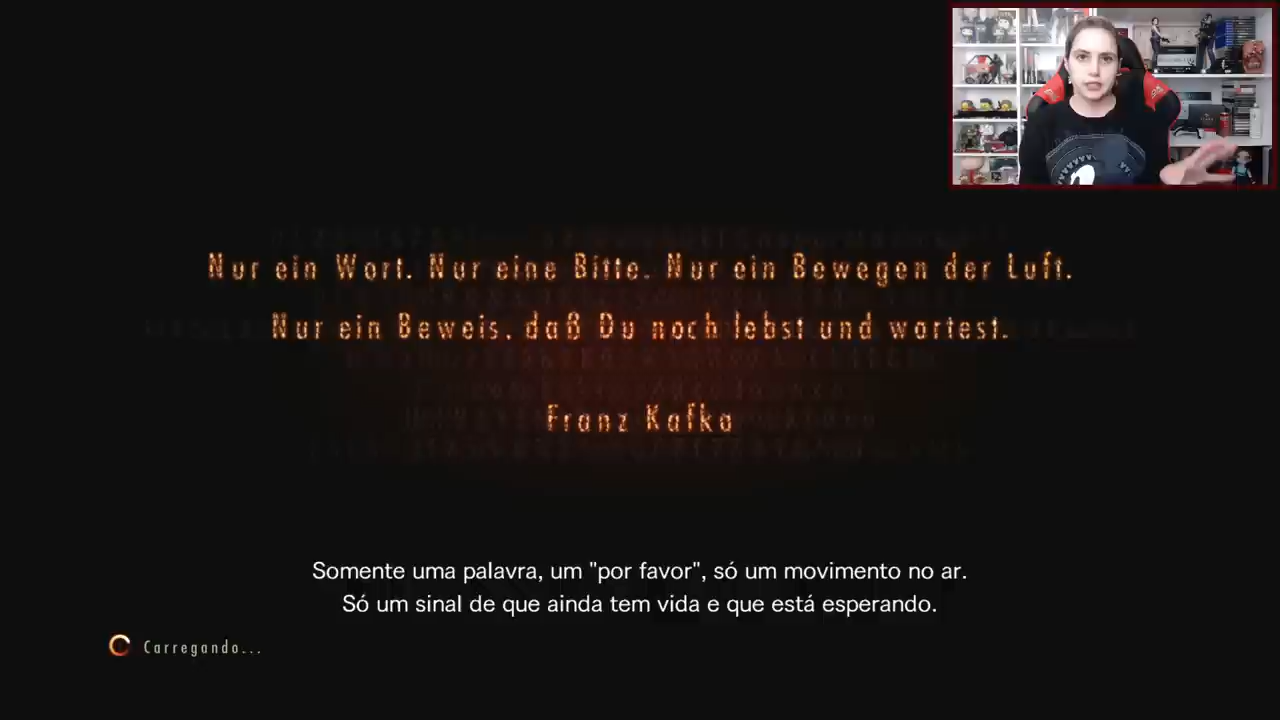 Nur ein Wort. Nur eine Bitte. Nur ein Bewegen der Luft.
Nur ein Beweis, daß Du noch lebst und wartest.
Franz Kafka
Somente uma palavra, um "por favor", só um movimento no ar.
Só um sinal de que ainda tem vida e que está esperando.
Carregando...